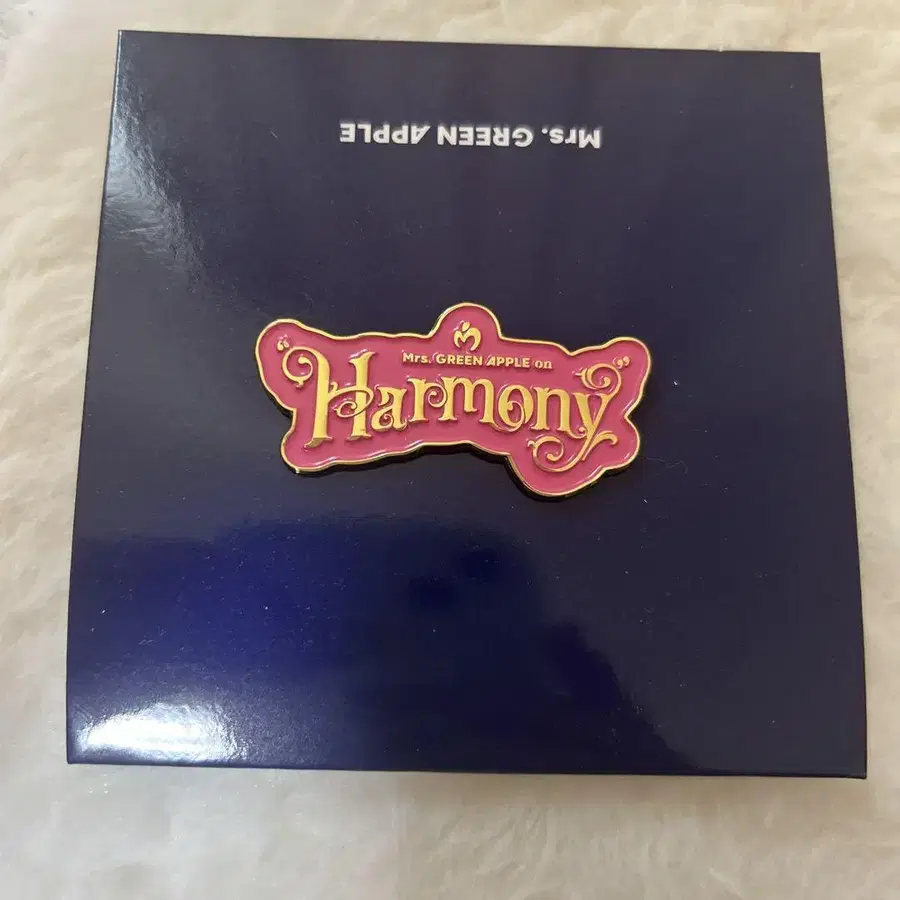 Mrs. GREEN APPLE
Mrs. GREEN APPLE on
“Harmony”